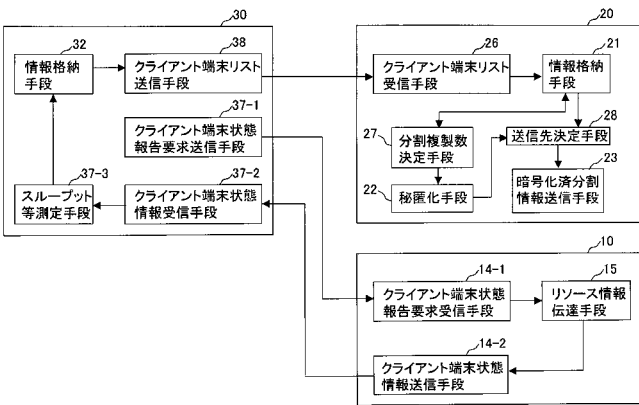 30
32
情報格納
手段
38
クライアント端末リスト
送信手段
37-1
クライアント端末状態
報告要求送信手段
37-3
スループット
等測定手段
37-2
クライアント端末状態
情報受信手段
20
26
クライアント端末リスト
受信手段
21
情報格納
手段
27
分割複製数
決定手段
28
送信先決定手段
22
秘匿化手段
23
暗号化済分割
情報送信手段
10
14-1
クライアント端末状態
報告要求受信手段
15
リソース情報
伝達手段
14-2
クライアント端末状態
情報送信手段